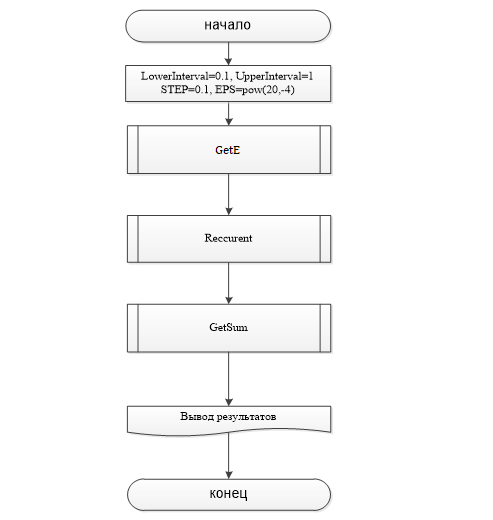 начало
LowerInterval=0.1, UpperInterval=1
STEP=0.1, EPS=pow(20,-4)
GetE
Reccurent
GetSum
Вывод результатов
конец